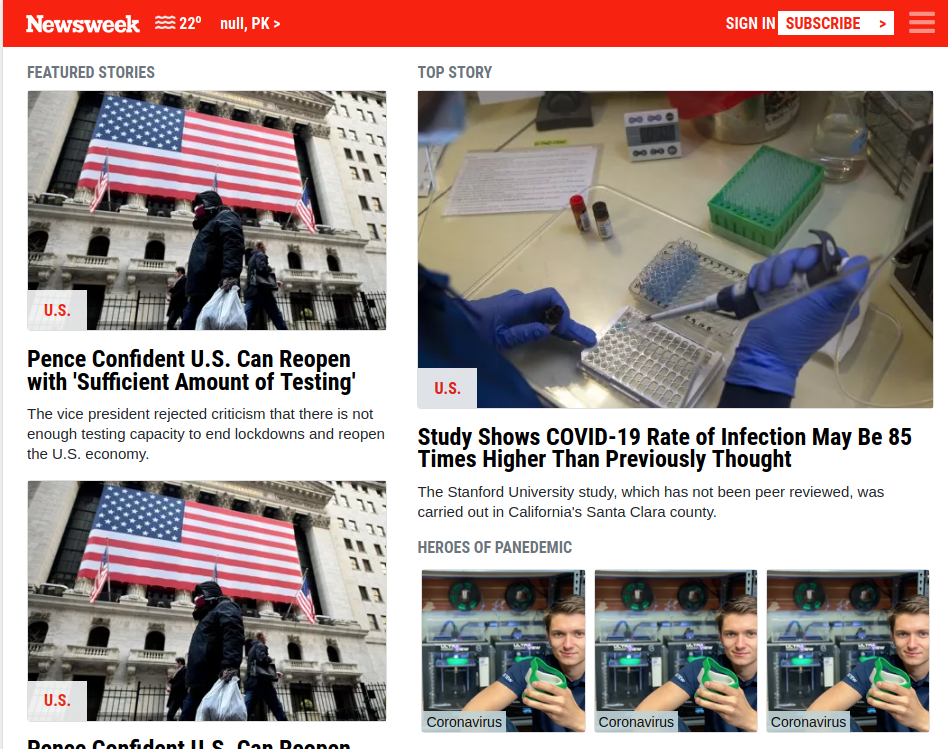 Newsweek 22º null, PK > SIGN IN SUBSCRIBE >
FEATURED STORIES
U.S.
Pence Confident U.S. Can Reopen
with 'Sufficient Amount of Testing'
The vice president rejected criticism that there is not
enough testing capacity to end lockdowns and reopen
the U.S. economy.
U.S.
Pence Confident U.S. Can Reopen
TOP STORY
U.S.
Study Shows COVID-19 Rate of Infection May Be 85
Times Higher Than Previously Thought
The Stanford University study, which has not been peer reviewed, was
carried out in California's Santa Clara county.
HEROES OF PANEDEMIC
Coronavirus
Coronavirus
Coronavirus